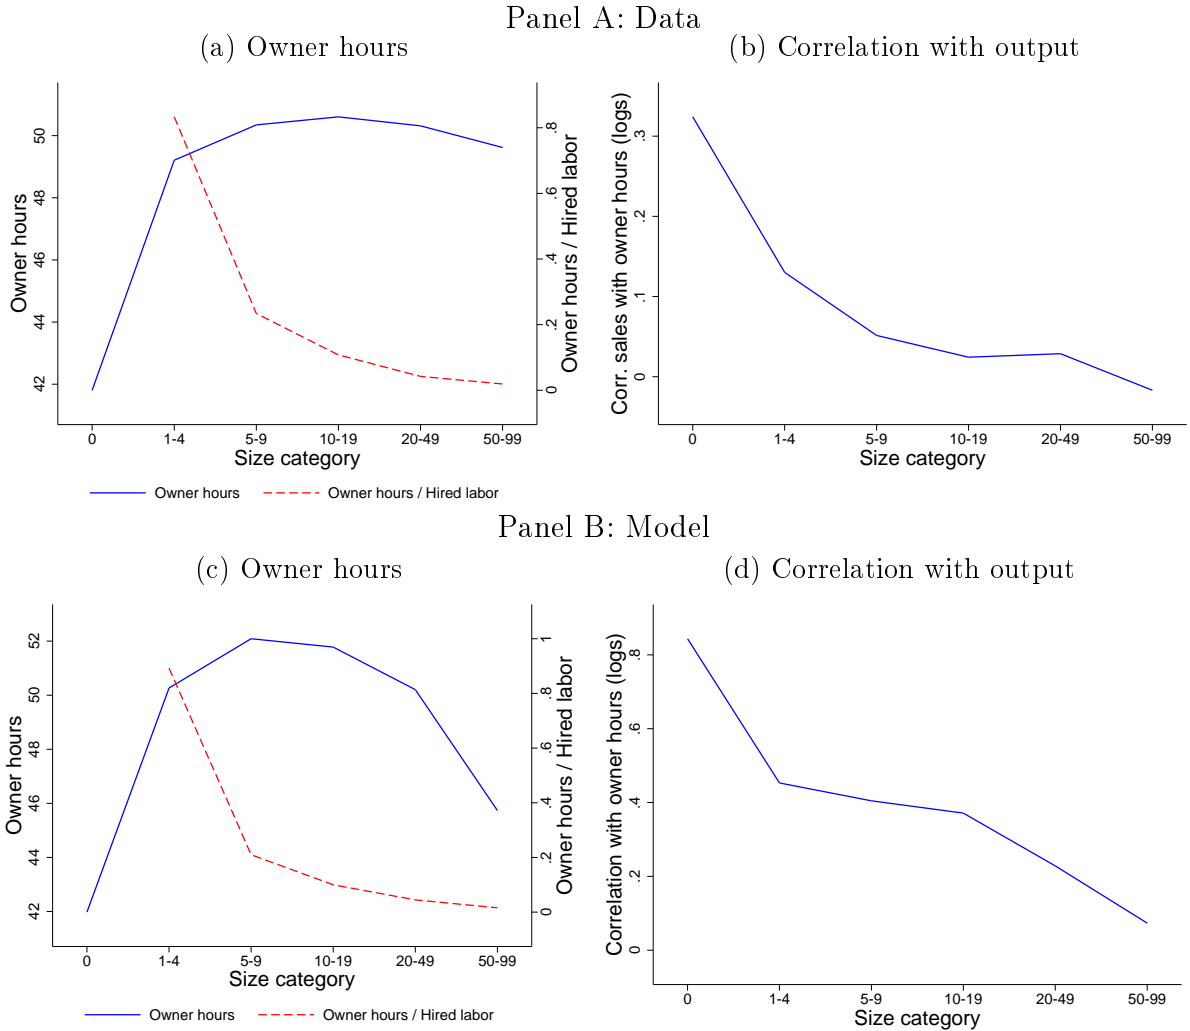 Panel A: Data
(a) Owner hours
Owner hours
50
48
46
44
42
Owner hours / Hired labor
.8
.6
.4
.2
0
0 1-4 5-9 10-19 20-49 50-99
Size category
Owner hours Owner hours / Hired labor
(b) Correlation with output
Corr. sales with owner hours (logs)
.3
.2
.1
0
0 1-4 5-9 10-19 20-49 50-99
Size category
Panel B: Model
(c) Owner hours
Owner hours
52
50
48
46
44
42
Owner hours / Hired labor
1
.8
.6
.4
.2
0
0 1-4 5-9 10-19 20-49 50-99
Size category
Owner hours Owner hours / Hired labor
(d) Correlation with output
Correlation with owner hours (logs)
.8
.6
.4
.2
0
0 1-4 5-9 10-19 20-49 50-99
Size category